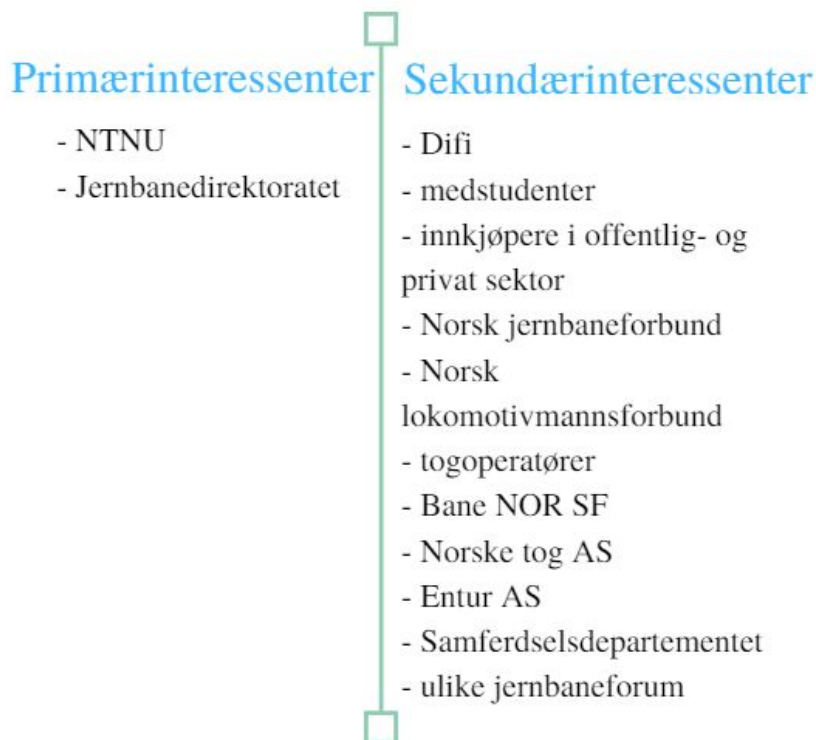 Primærinteressenter
- NTNU
- Jernbanedirektoratet
Sekundærinteressenter
- Difi
- medstudenter
- innkjøpere i offentlig- og
privat sektor
- Norsk jernbaneforbund
- Norsk
lokomotivmannsforbund
- togoperatører
- Bane NOR SF
- Norske tog AS
- Entur AS
- Samferdselsdepartementet
- ulike jernbaneforum